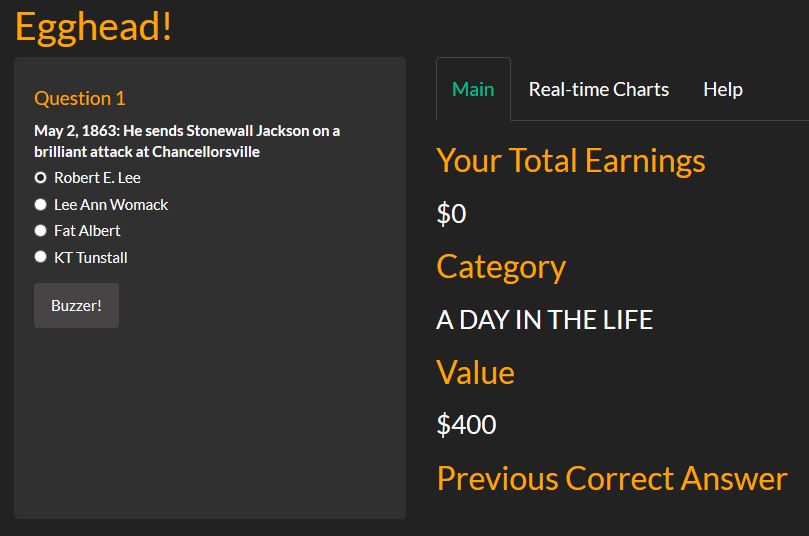 Egghead!
Question 1
May 2, 1863: He sends Stonewall Jackson on a
brilliant attack at Chancellorsville
Robert E. Lee
Lee Ann Womack
Fat Albert
KT Tunstall
Buzzer!
Main
Real-time Charts
Help
Your Total Earnings
$0
Category
A DAY IN THE LIFE
Value
$400
Previous Correct Answer